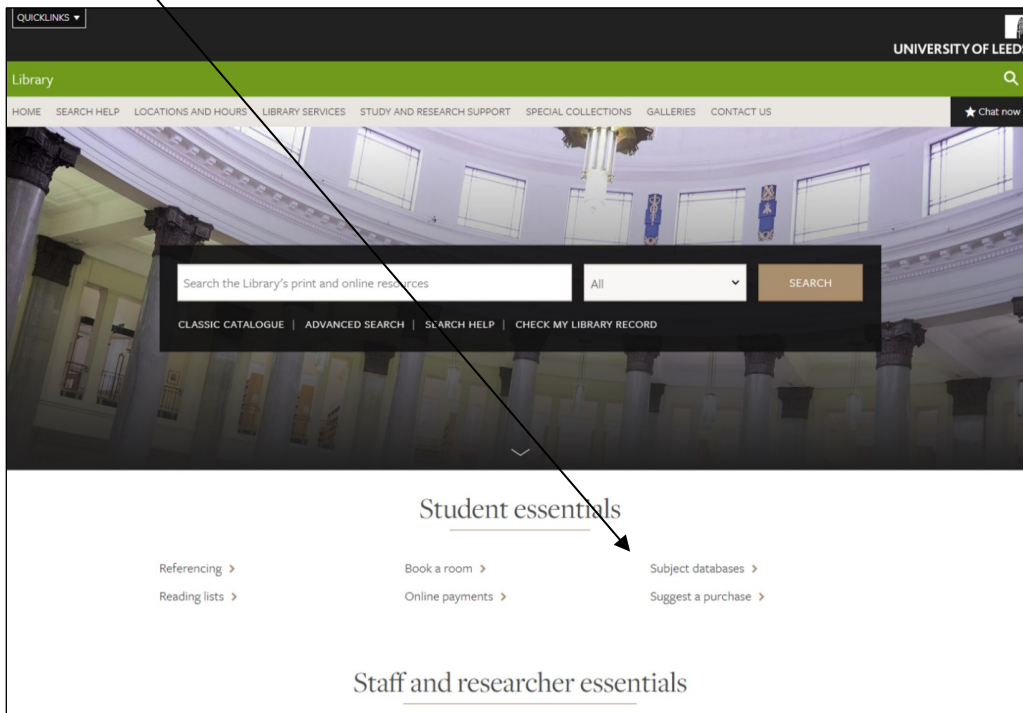 QUICKLINKS ▼
UNIVERSITY OF LEEDS
Library
HOME SEARCH HELP LOCATIONS AND HOURS LIBRARY SERVICES STUDY AND RESEARCH SUPPORT SPECIAL COLLECTIONS GALLERIES CONTACT US ★ Chat now
Search the Library's print and online resources All SEARCH
CLASSIC CATALOGUE | ADVANCED SEARCH | SEARCH HELP | CHECK MY LIBRARY RECORD
Student essentials
Referencing > Book a room > Subject databases >
Reading lists > Online payments > Suggest a purchase >
Staff and researcher essentials